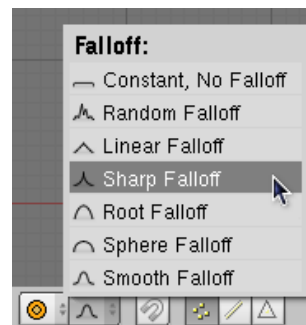 Falloff:
Constant, No Falloff
Random Falloff
Linear Falloff
Sharp Falloff
Root Falloff
Sphere Falloff
Smooth Falloff